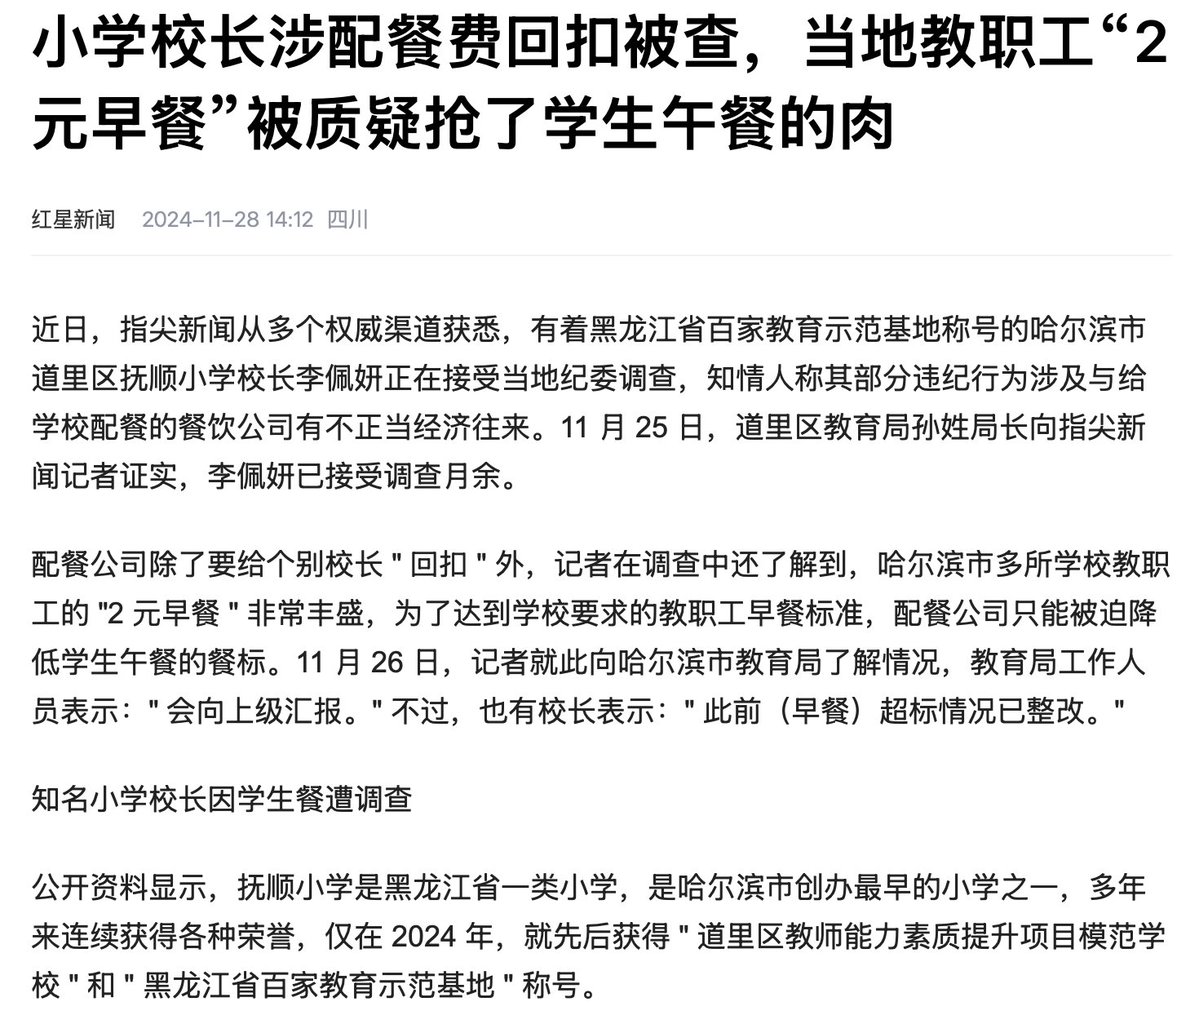 小学校长涉配餐费回扣被查，当地教职工“2
元早餐”被质疑抢了学生午餐的肉
红星新闻 2024-11-28 14:12 四川
近日，指尖新闻从多个权威渠道获悉，有着黑龙江省百家教育示范基地称号的哈尔滨市
道里区抚顺小学校长李佩妍正在接受当地纪委调查，知情人称其部分违纪行为涉及与给
学校配餐的餐饮公司有不正当经济往来。11 月 25 日，道里区教育局孙姓局长向指尖新
闻记者证实，李佩妍已接受调查月余。
配餐公司除了要给个别校长 " 回扣 " 外，记者在调查中还了解到，哈尔滨市多所学校教职
工的 "2 元早餐 " 非常丰盛，为了达到学校要求的教职工早餐标准，配餐公司只能被迫降
低学生午餐的餐标。11 月 26 日，记者就此向哈尔滨市教育局了解情况，教育局工作人
员表示：" 会向上级汇报。" 不过，也有校长表示：" 此前（早餐）超标情况已整改。"
知名小学校长因学生餐遭调查
公开资料显示，抚顺小学是黑龙江省一类小学，是哈尔滨市创办最早的小学之一，多年
来连续获得各种荣誉，仅在 2024 年，就先后获得 " 道里区教师能力素质提升项目模范学
校 " 和 " 黑龙江省百家教育示范基地 " 称号。